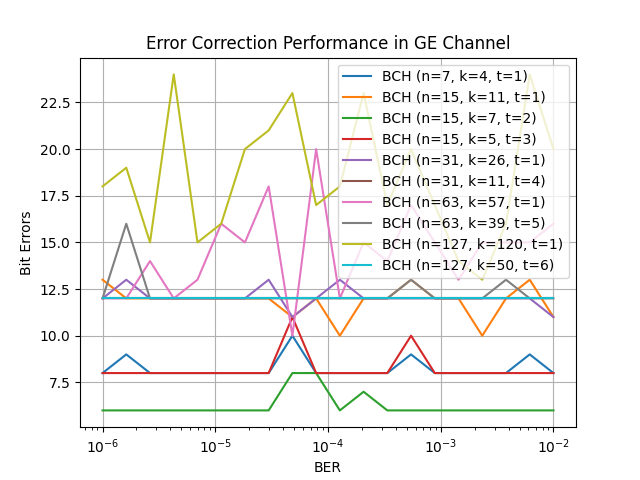 Error Correction Performance in GE Channel
BCH (n=7, k=4, t=1)
BCH (n=15, k=11, t=1)
BCH (n=15, k=7, t=2)
BCH (n=15, k=5, t=3)
BCH (n=31, k=26, t=1)
BCH (n=31, k=11, t=4)
BCH (n=63, k=57, t=1)
BCH (n=63, k=39, t=5)
BCH (n=127, k=120, t=1)
BCH (n=127, k=50, t=6)
Bit Errors
22.5
20.0
17.5
15.0
12.5
10.0
7.5
10⁻⁶ 10⁻⁵ 10⁻⁴ 10⁻³ 10⁻²
BER